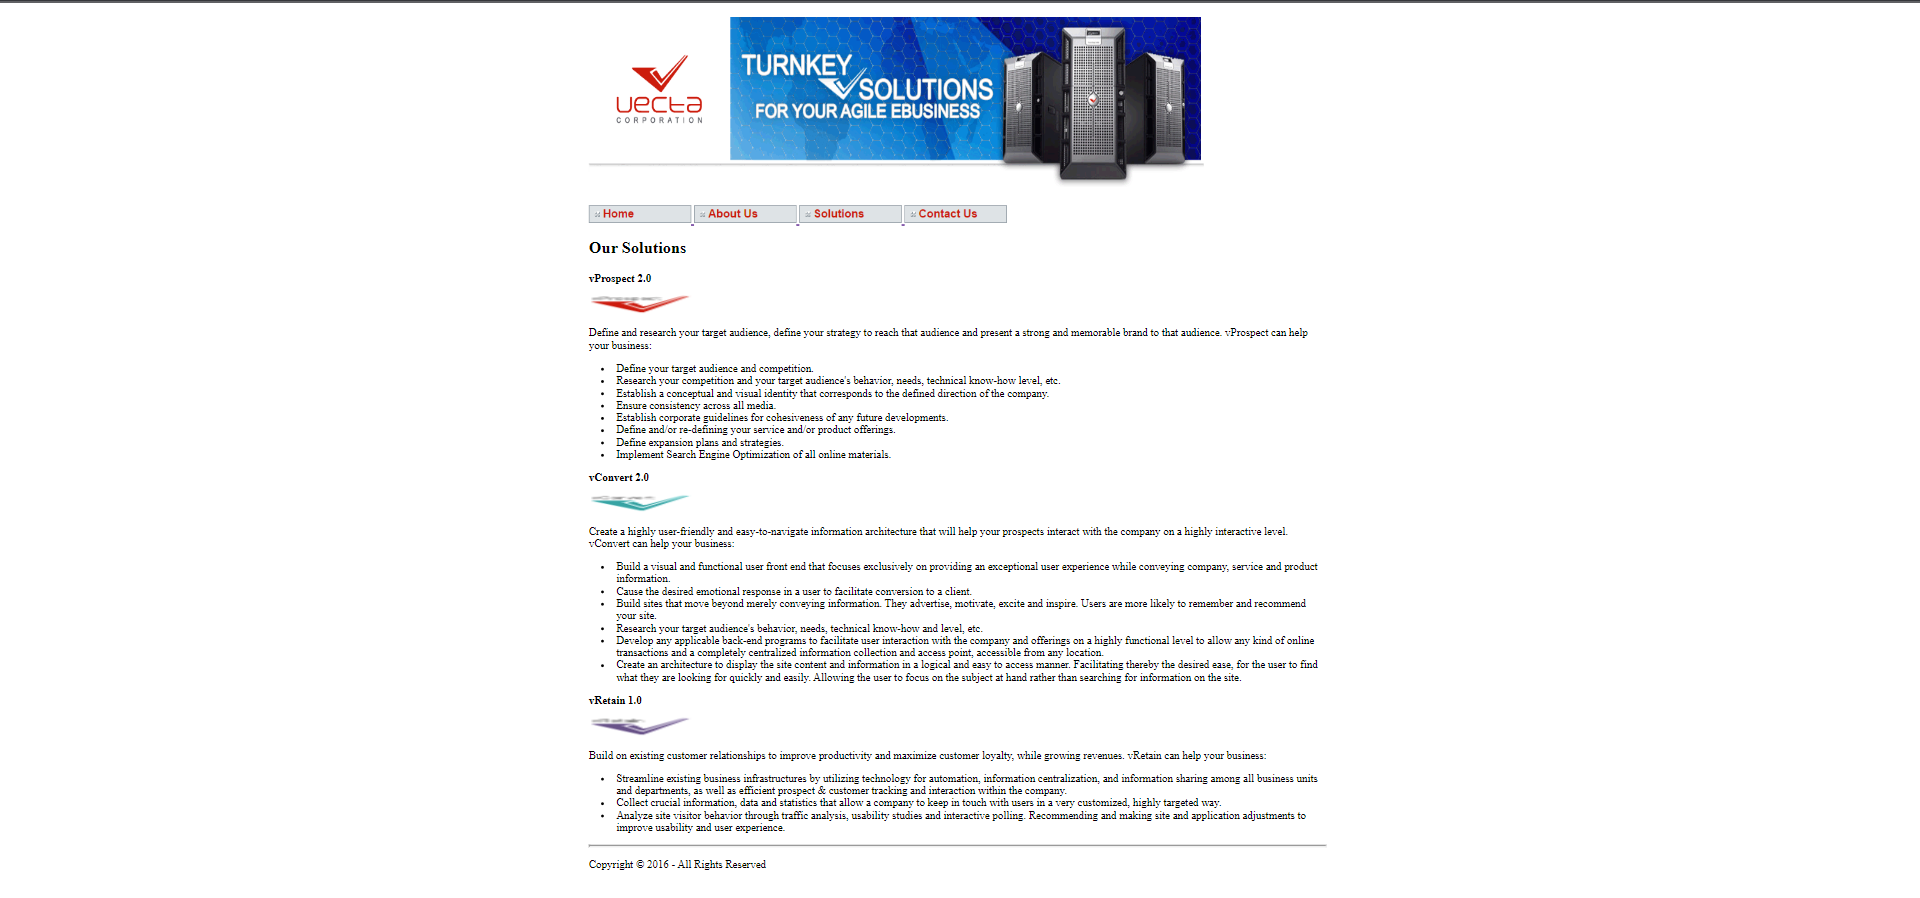 TURNKEY
SOLUTIONS
FOR YOUR AGILE EBUSINESS
vecta
CORPORATION
Home About Us Solutions Contact Us
Our Solutions
vProspect 2.0
Define and research your target audience, define your strategy to reach that audience and present a strong and memorable brand to that audience. vProspect can help
your business:
• Define your target audience and competition.
• Research your competition and your target audience's behavior, needs, technical know-how level, etc.
• Establish a conceptual and visual identity that corresponds to the defined direction of the company.
• Ensure consistency across all media.
• Establish corporate guidelines for cohesiveness of any future developments.
• Define and/or re-defining your service and/or product offerings.
• Define expansion plans and strategies.
• Implement Search Engine Optimization of all online materials.
vConvert 2.0
Create a highly user-friendly and easy-to-navigate information architecture that will help your prospects interact with the company on a highly interactive level.
vConvert can help your business:
• Build a visual and functional user front end that focuses exclusively on providing an exceptional user experience while conveying company, service and product
information.
• Cause the desired emotional response in a user to facilitate conversion to a client.
• Build sites that move beyond merely conveying information. They advertise, motivate, excite and inspire. Users are more likely to remember and recommend
your site.
• Research your target audience's behavior, needs, technical know-how and level, etc.
• Develop any applicable back-end programs to facilitate user interaction with the company and offerings on a highly functional level to allow any kind of online
transactions and a completely centralized information collection and access point, accessible from any location.
• Create an architecture to display the site content and information in a logical and easy to access manner. Facilitating thereby the desired ease, for the user to find
what they are looking for quickly and easily. Allowing the user to focus on the subject at hand rather than searching for information on the site.
vRetain 1.0
Build on existing customer relationships to improve productivity and maximize customer loyalty, while growing revenues. vRetain can help your business:
• Streamline existing business infrastructures by utilizing technology for automation, information centralization, and information sharing among all business units
and departments, as well as efficient prospect & customer tracking and interaction within the company.
• Collect crucial information, data and statistics that allow a company to keep in touch with users in a very customized, highly targeted way.
• Analyze site visitor behavior through traffic analysis, usability studies and interactive polling. Recommending and making site and application adjustments to
improve usability and user experience.
Copyright © 2016 - All Rights Reserved